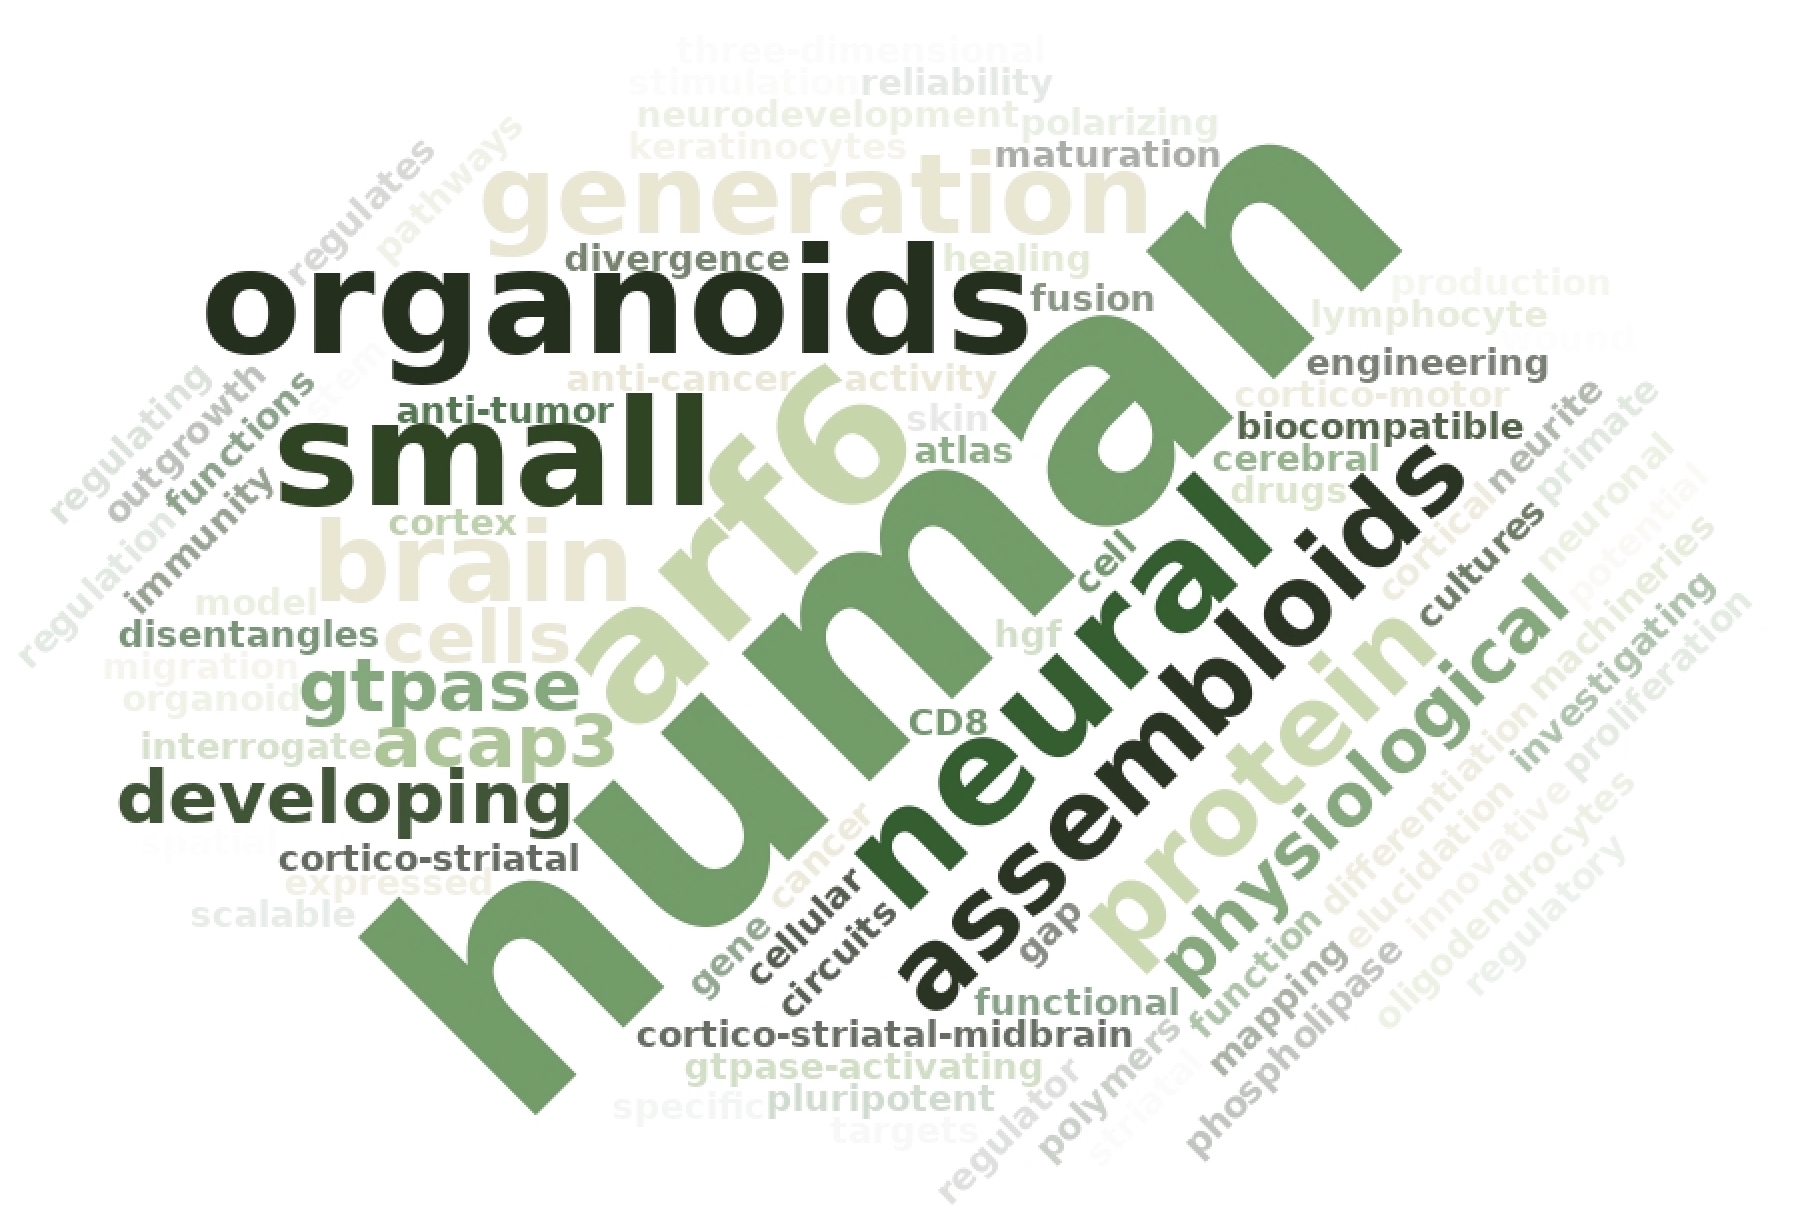 three-dimensional
stimulation
reliability
neurodevelopment
polarizing
keratinocytes
maturation
regulates
pathways
generation
divergence
healing
organoids
fusion
human
production
lymphocyte
wound
engineering
anti-cancer
activity
cortico-motor
regulating
outgrowth
functions
system
anti-tumor
small
arf6
skin
atlas
biocompatible
cerebral
drugs
neurite
primate
regulation
immunity
cortex
brain
cell
neural
assembloids
cortical
cultures
neuronal
potential
model
disentangles
cells
hgf
migration
organoid
gtpase
CD8
protein
physiological
machineries
investigating
proliferation
interrogate
acap3
developing
spatial
cortico-striatal
expressed
scalable
cancer
gene
cellular
circuits
gap
differentiation
elucidation
innovative
oligodendrocytes
regulatory
functional
function
mapping
phospholipase
cortico-striatal-midbrain
gtpase-activating
pluripotent
specific
targets
regulator
polymers
striatal